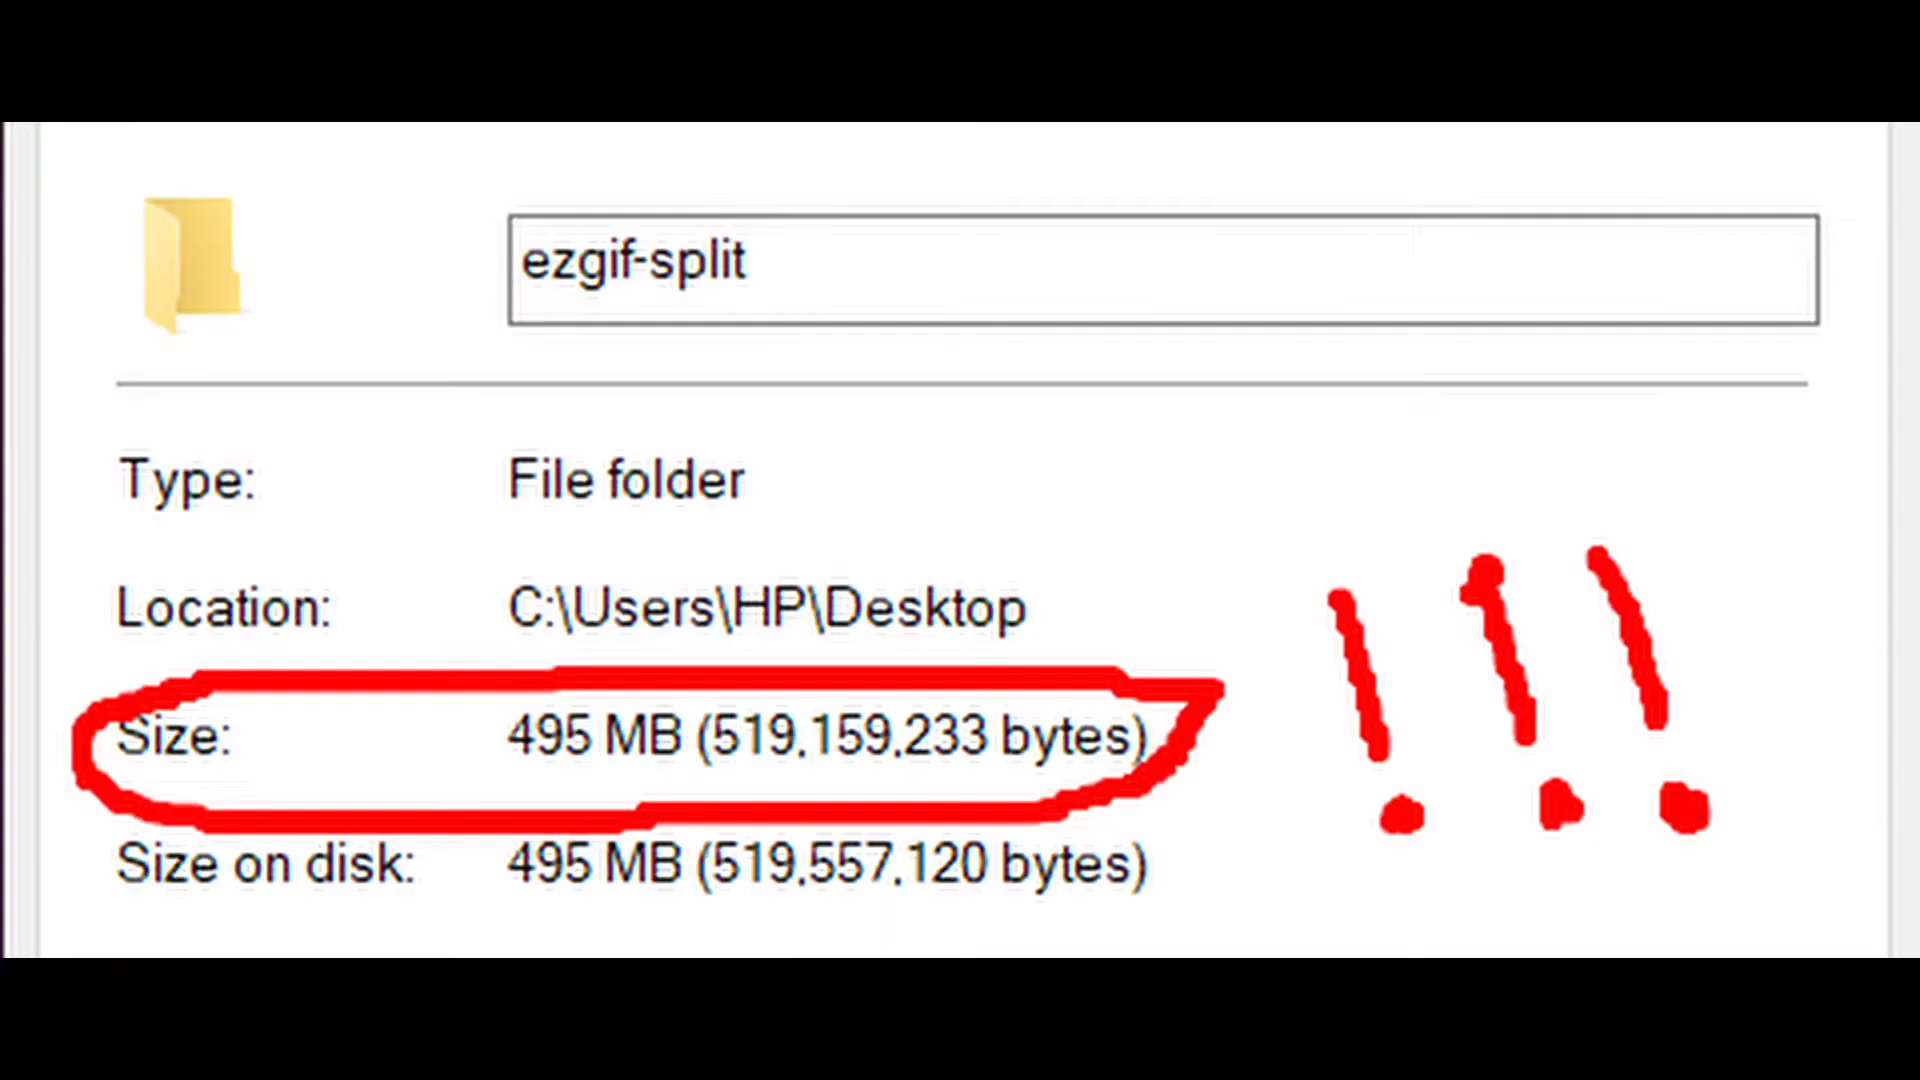 ezgif-split
Type: File folder
Location: C:\Users\HP\Desktop
Size: 495 MB (519,159,233 bytes)
Size on disk: 495 MB (519,557,120 bytes)
!!!